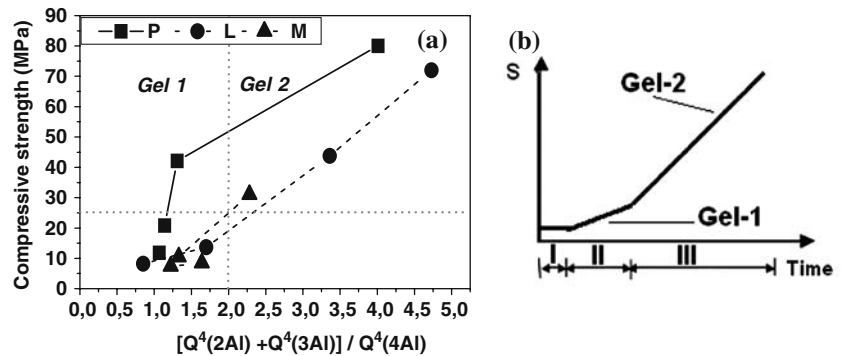 (a)
P L M
Compressive strength (MPa)
90
80
70
60
50
40
30
20
10
0
Gel 1 Gel 2
0,0 0,5 1,0 1,5 2,0 2,5 3,0 3,5 4,0 4,5 5,0
[Q⁴(2Al) +Q⁴(3Al)] / Q⁴(4Al)
(b)
S
Gel-2
Gel-1
I II III
Time